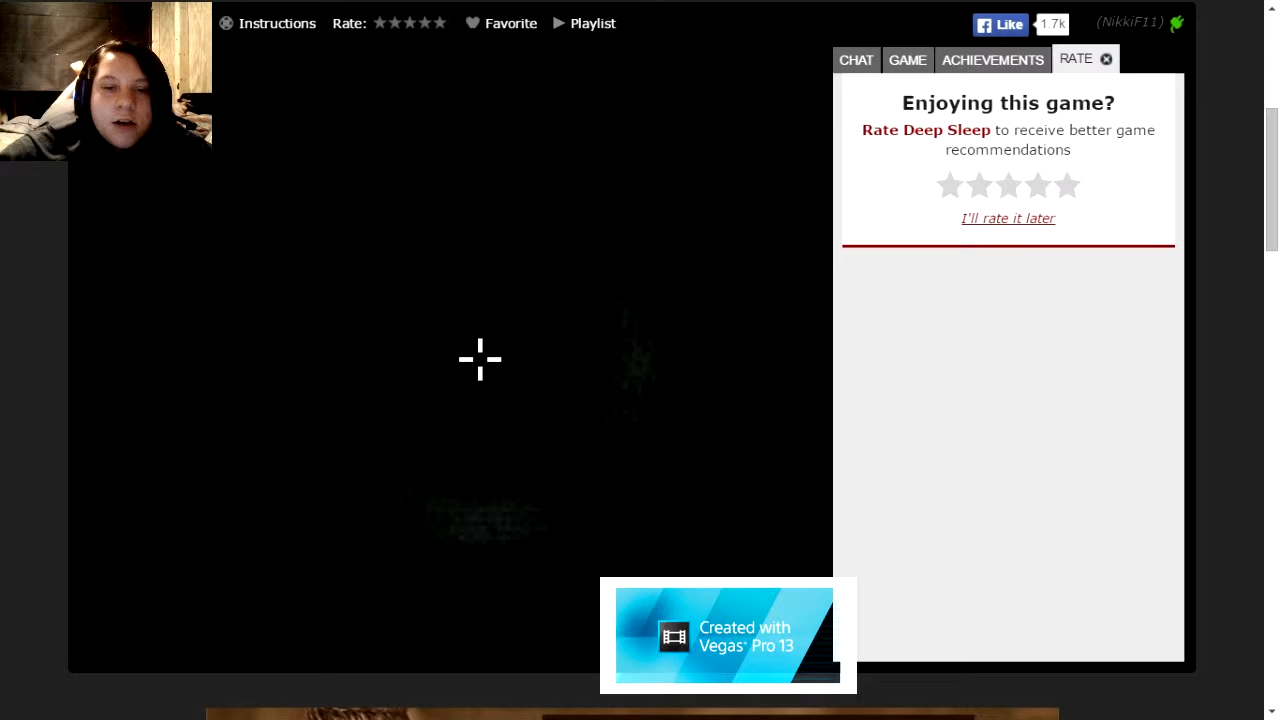 Instructions Rate: Favorite Playlist
Like 1.7k (NikkiF11)
CHAT GAME ACHIEVEMENTS RATE
Enjoying this game?
Rate Deep Sleep to receive better game
recommendations
I'll rate it later
Created with
Vegas® Pro 13